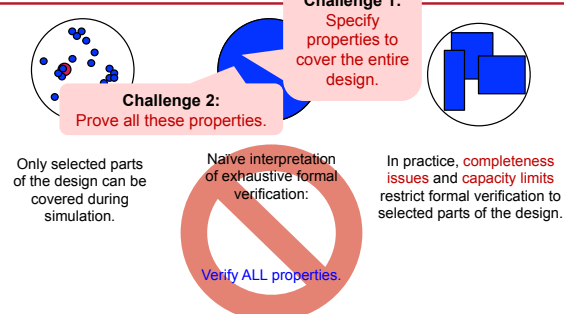 Challenge 1:
Specify
properties to
cover the entire
design.
Challenge 2:
Prove all these properties.
Only selected parts
of the design can be
covered during
simulation.
Naïve interpretation
of exhaustive formal
verification:
Verify ALL properties.
In practice, completeness
issues and capacity limits
restrict formal verification to
selected parts of the design.